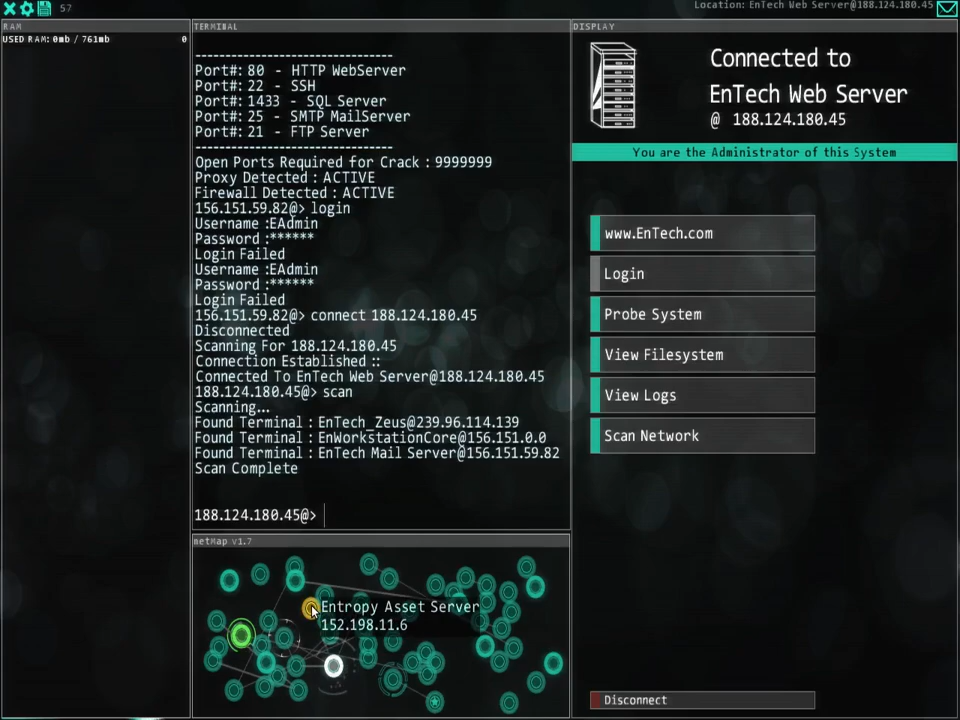 57
Location: EnTech Web Server@188.124.180.45
RAM
USED RAM: 0mb / 761mb 0
TERMINAL
--------------------------------
Port#: 80 - HTTP WebServer
Port#: 22 - SSH
Port#: 1433 - SQL Server
Port#: 25 - SMTP MailServer
Port#: 21 - FTP Server
--------------------------------
Open Ports Required for Crack : 9999999
Proxy Detected : ACTIVE
Firewall Detected : ACTIVE
156.151.59.82@> login
Username :EAdmin
Password :******
Login Failed
Username :EAdmin
Password :******
Login Failed
156.151.59.82@> connect 188.124.180.45
Disconnected
Scanning For 188.124.180.45
Connection Established ::
Connected To EnTech Web Server@188.124.180.45
188.124.180.45@> scan
Scanning...
Found Terminal : EnTech_Zeus@239.96.114.139
Found Terminal : EnWorkstationCore@156.151.0.0
Found Terminal : EnTech Mail Server@156.151.59.82
Scan Complete
188.124.180.45@>
netMap v1.7
Entropy Asset Server
152.198.11.6
DISPLAY
Connected to
EnTech Web Server
@ 188.124.180.45
You are the Administrator of this System
www.EnTech.com
Login
Probe System
View Filesystem
View Logs
Scan Network
Disconnect